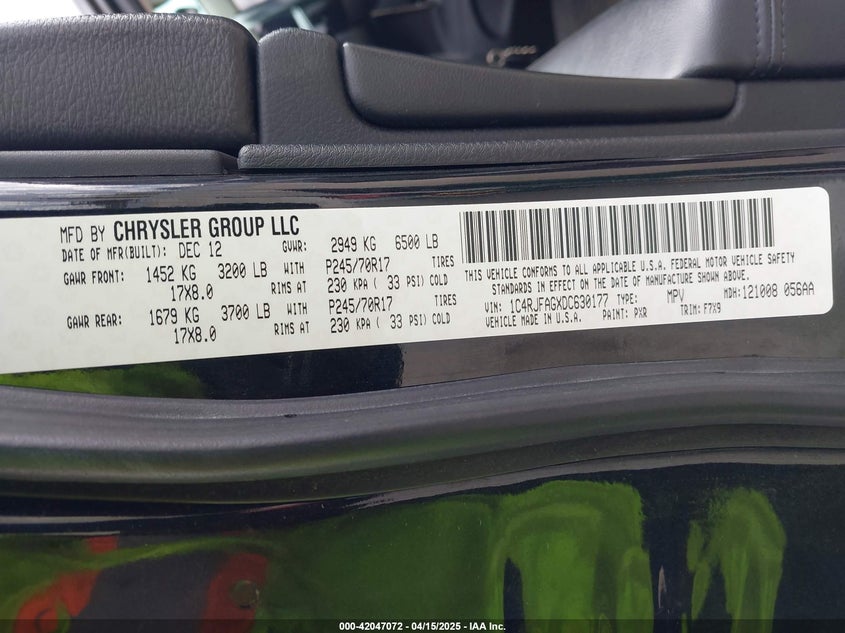 MFD BY CHRYSLER GROUP LLC
DATE OF MFR(BUILT): DEC 12 GVWR: 2949 KG 6500 LB
GAWR FRONT: 1452 KG 3200 LB WITH P245/70R17 TIRES
17X8.0 RIMS AT 230 KPA ( 33 PSI) COLD
GAWR REAR: 1679 KG 3700 LB WITH P245/70R17 TIRES
17X8.0 RIMS AT 230 KPA ( 33 PSI) COLD
THIS VEHICLE CONFORMS TO ALL APPLICABLE U.S.A. FEDERAL MOTOR VEHICLE SAFETY
STANDARDS IN EFFECT ON THE DATE OF MANUFACTURE SHOWN ABOVE.
VIN: 1C4RJFAGXDC630177 TYPE: MPV MDH: 121008 056AA
VEHICLE MADE IN U.S.A. PAINT: PXR TRIM: F7X9
000-42047072 - 04/15/2025 - IAA Inc.